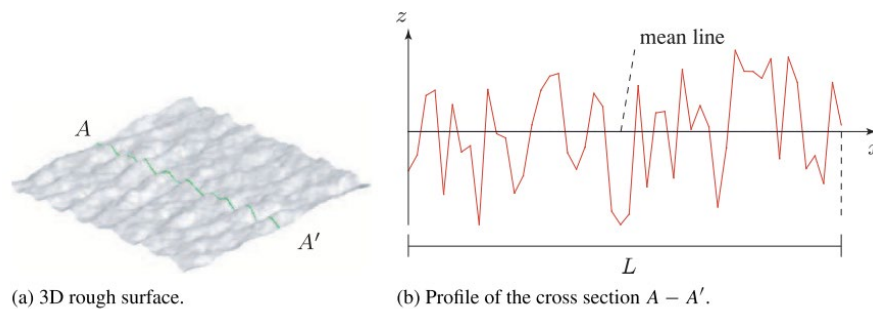 A
A'
(a) 3D rough surface.
z
mean line
x
L
(b) Profile of the cross section A – A'.